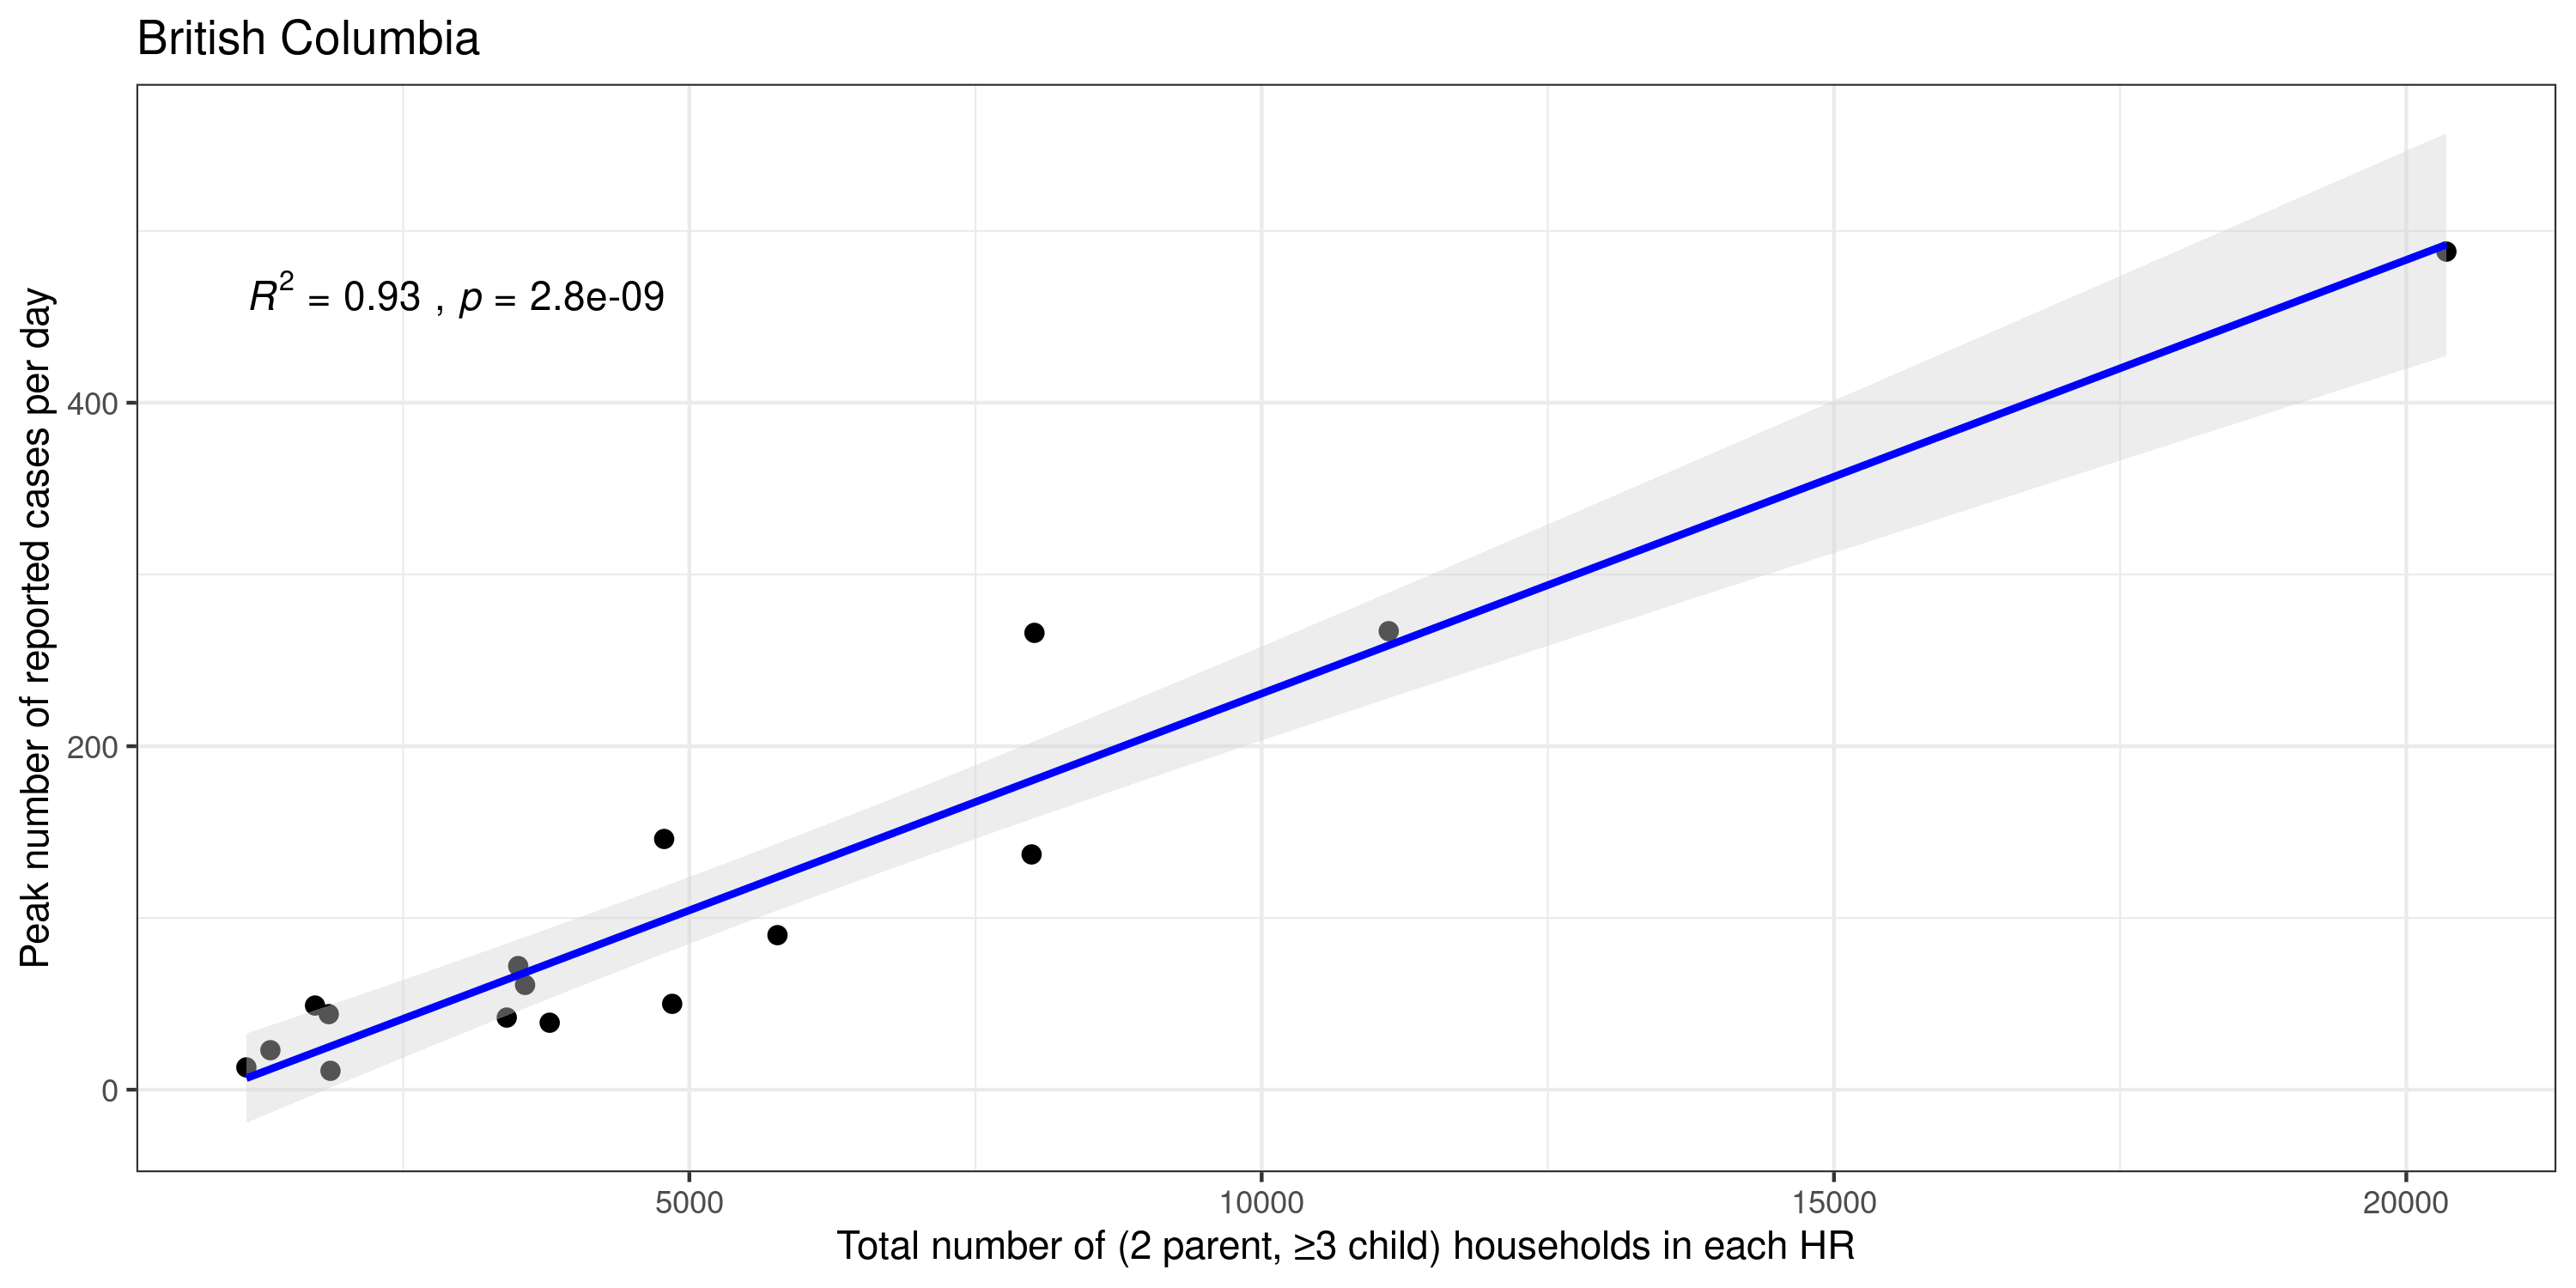 British Columbia
R² = 0.93 , p = 2.8e-09
Peak number of reported cases per day
400
200
0
5000 10000 15000 20000
Total number of (2 parent, ≥3 child) households in each HR